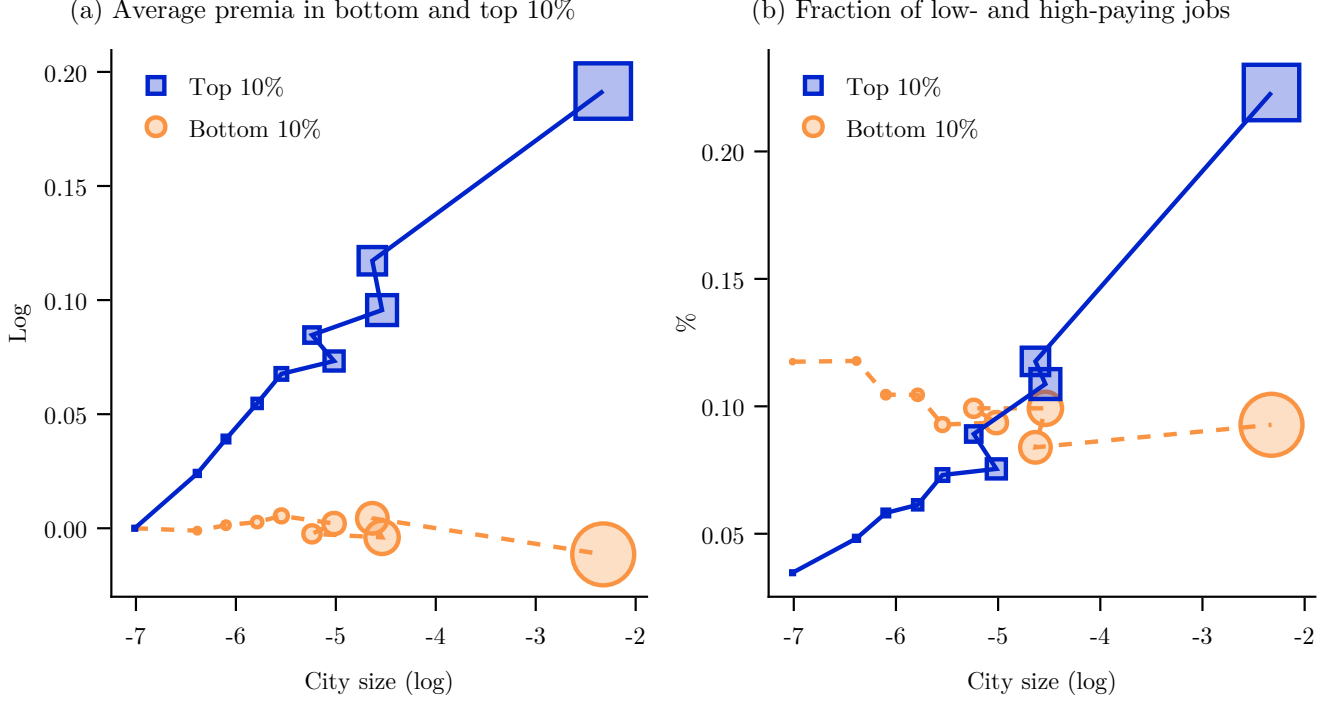 (a) Average premia in bottom and top 10%
0.20
0.15
0.10
0.05
0.00
Log
Top 10%
Bottom 10%
-7 -6 -5 -4 -3 -2
City size (log)
(b) Fraction of low- and high-paying jobs
0.20
0.15
0.10
0.05
%
Top 10%
Bottom 10%
-7 -6 -5 -4 -3 -2
City size (log)